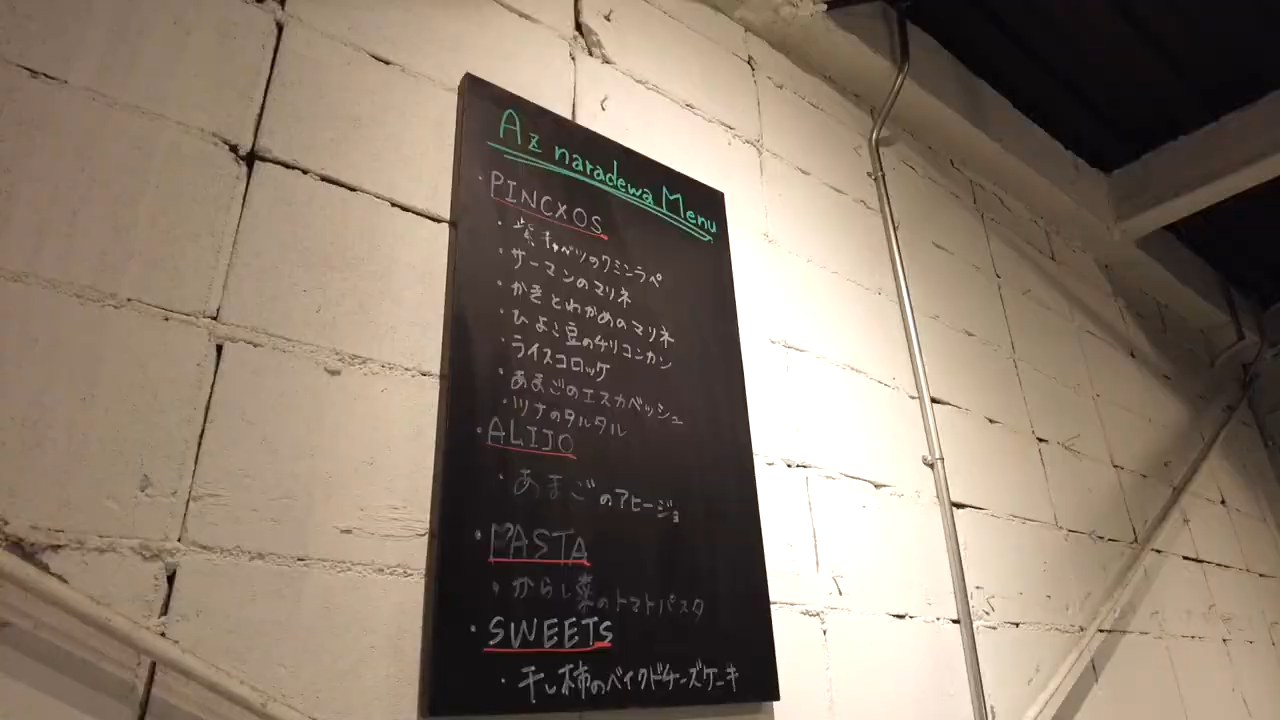 Az naradewa Menu
・PINCXOS
・紫キャベツのクミンラペ
・サーマンのマリネ
・かきとわかめのマリネ
・ひよこ豆のチリコンカン
・ライスコロッケ
・あまごのエスカベッシュ
・ツナのタルタル
・ALIJO
・あまごのアヒージョ
・PASTA
・からし菜のトマトパスタ
・SWEETS
・干し柿のベイクドチーズケーキ